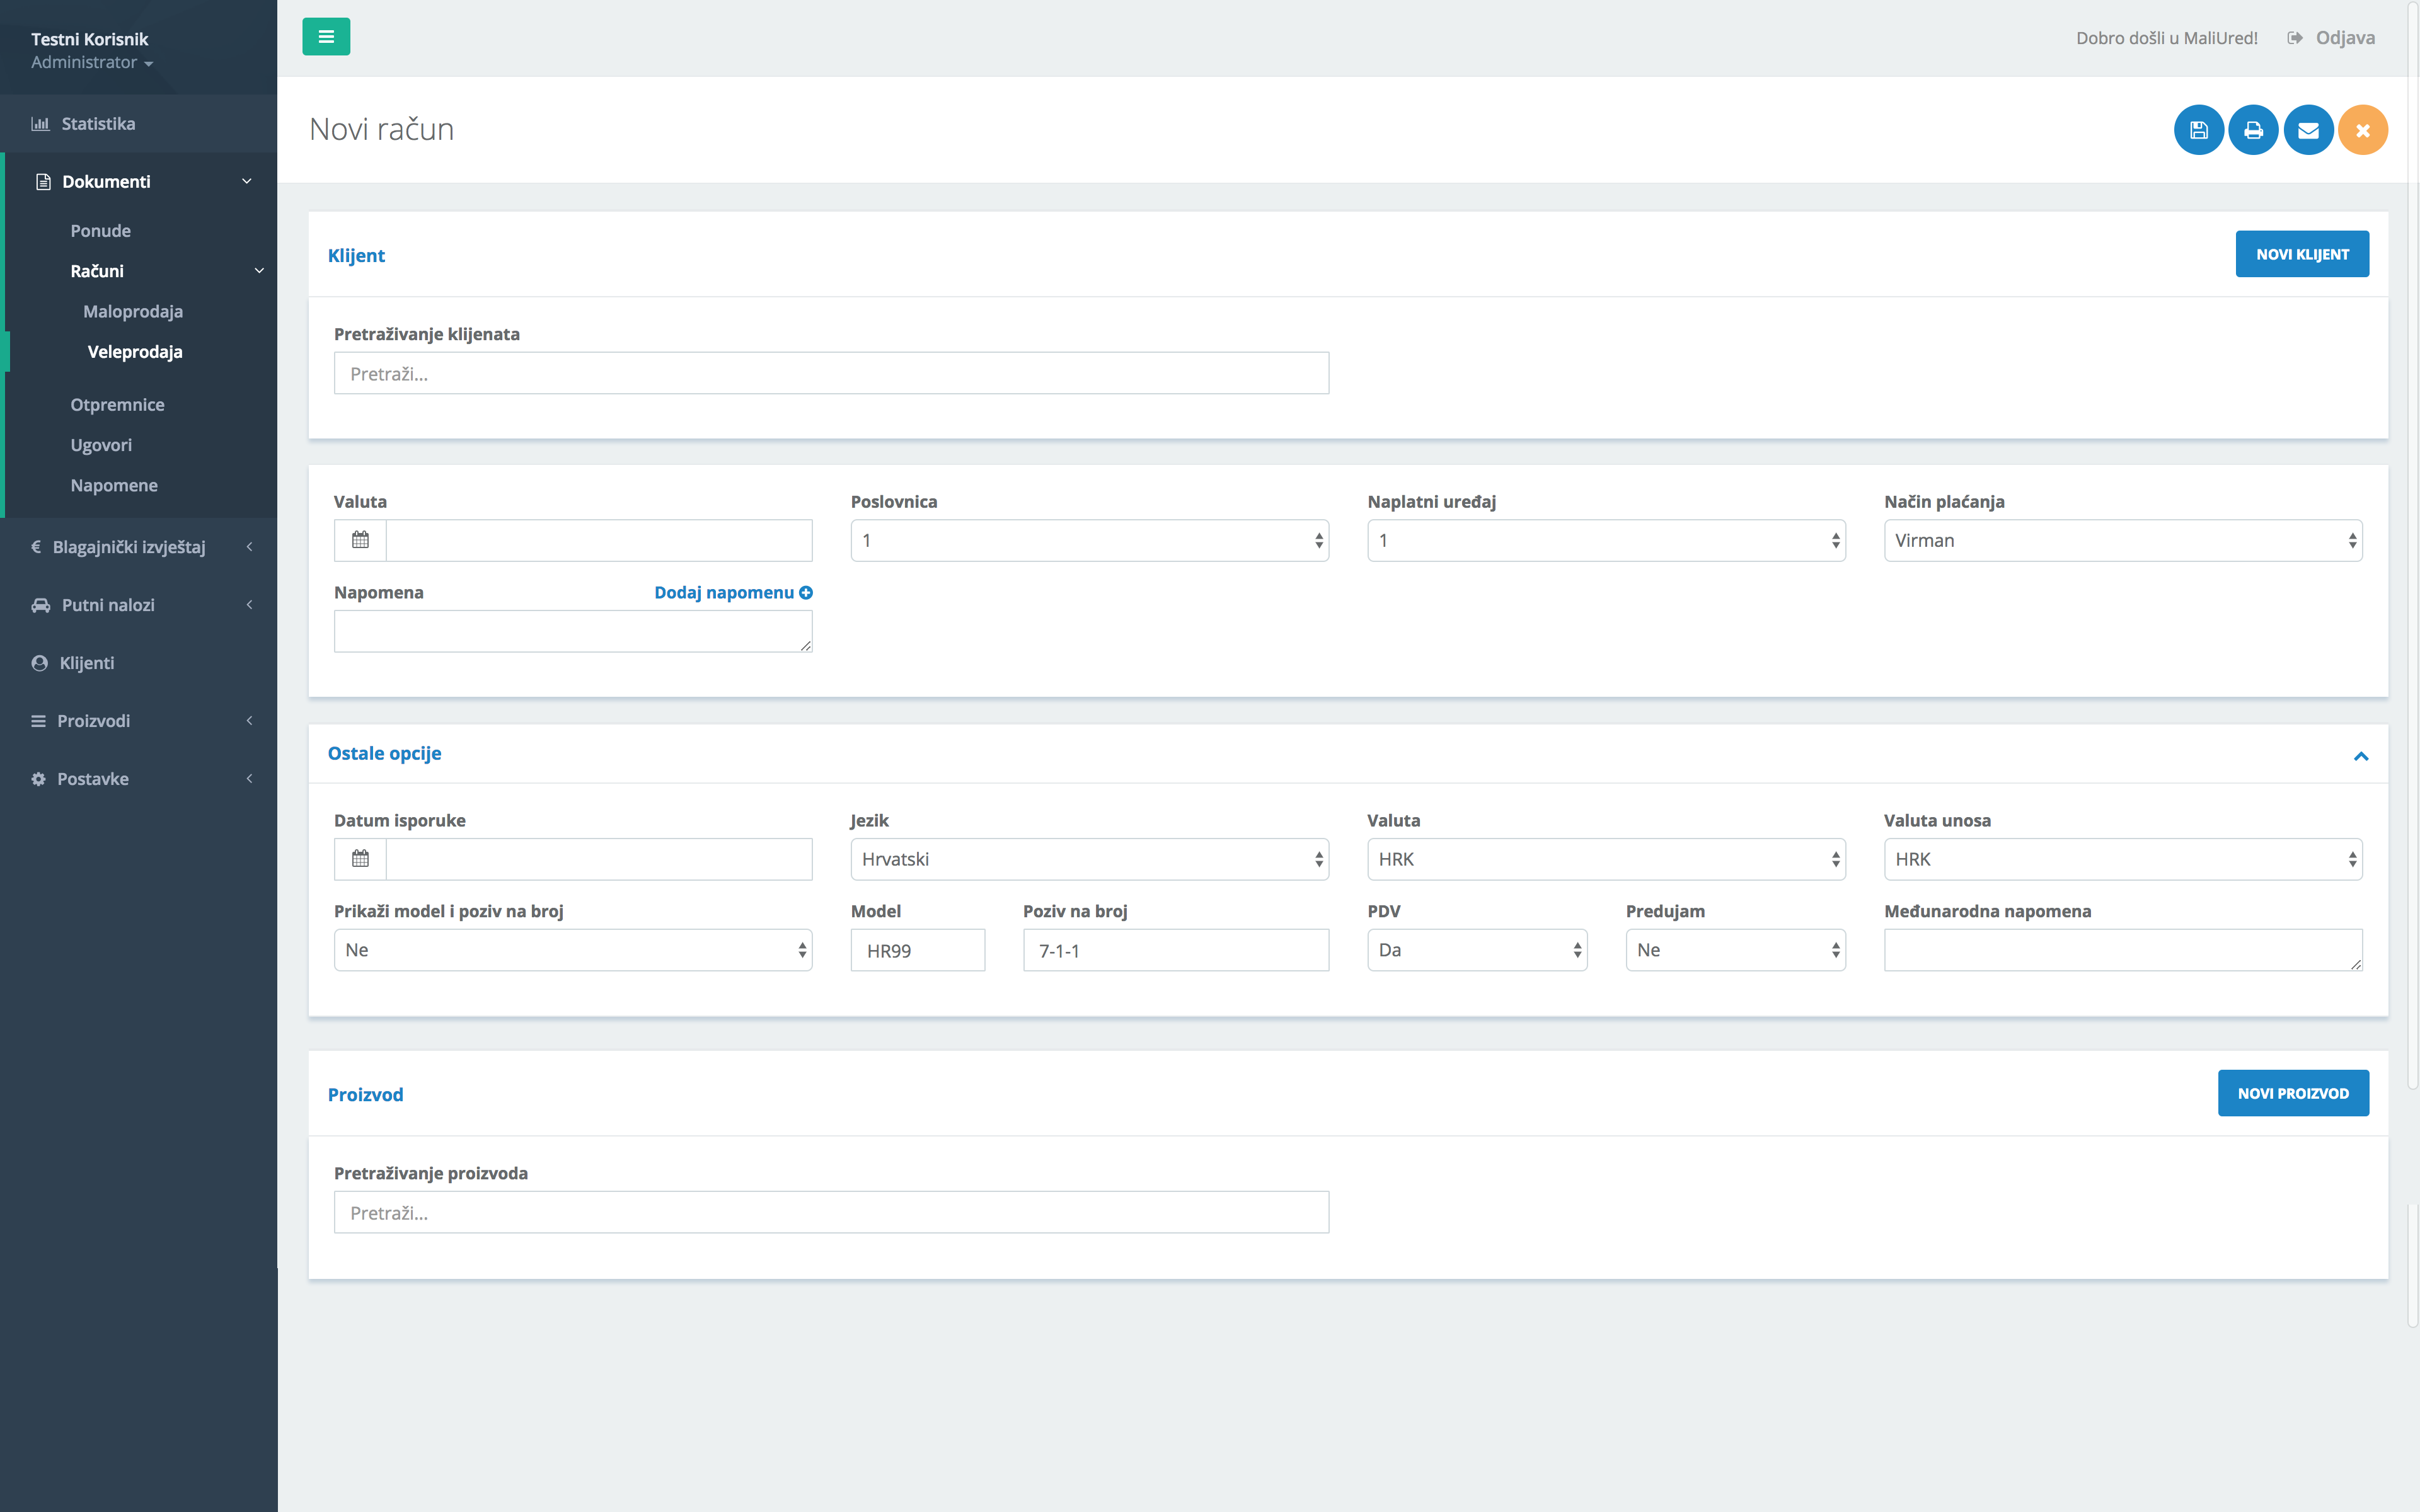 Testni Korisnik
Administrator
Statistika
Dokumenti
Ponude
Računi
Maloprodaja
Veleprodaja
Otpremnice
Ugovori
Napomene
€ Blagajnički izvještaj
Putni nalozi
Klijenti
Proizvodi
Postavke
Dobro došli u MaliUred! Odjava
Novi račun
Klijent NOVI KLIJENT
Pretraživanje klijenata
Pretraži...
Valuta Poslovnica Naplatni uređaj Način plaćanja
1 1 Virman
Napomena Dodaj napomenu
Ostale opcije
Datum isporuke Jezik Valuta Valuta unosa
Hrvatski HRK HRK
Prikaži model i poziv na broj Model Poziv na broj PDV Predujam Međunarodna napomena
Ne HR99 7-1-1 Da Ne
Proizvod NOVI PROIZVOD
Pretraživanje proizvoda
Pretraži...